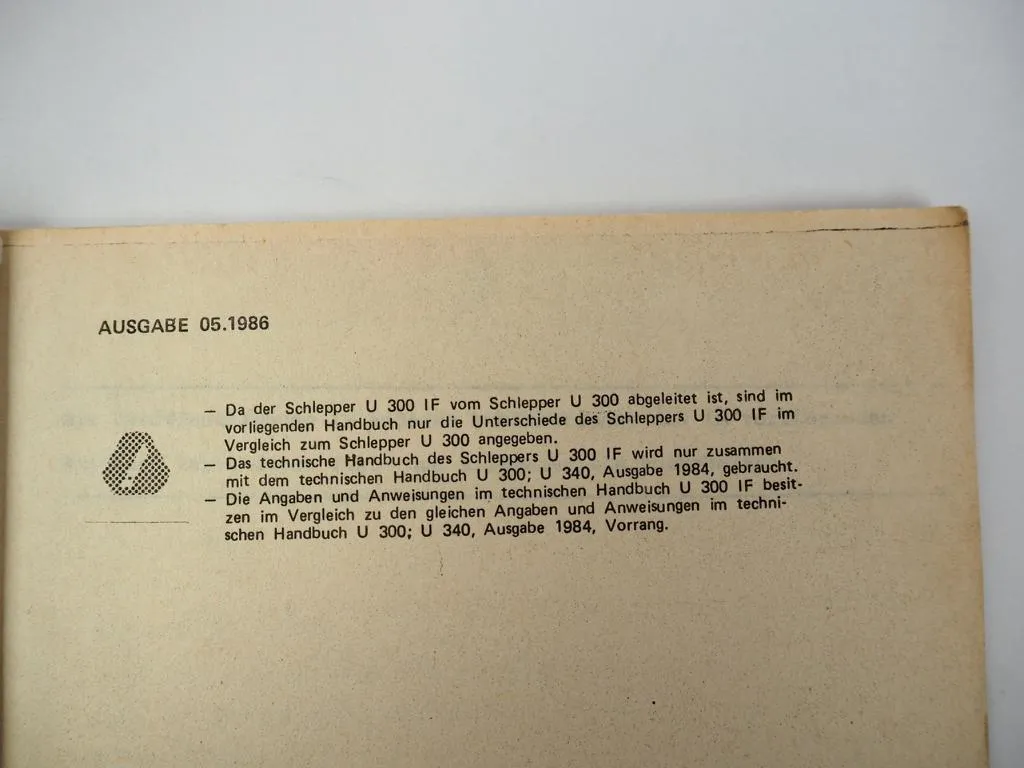 AUSGABE 05.1986
– Da der Schlepper U 300 IF vom Schlepper U 300 abgeleitet ist, sind im
vorliegenden Handbuch nur die Unterschiede des Schleppers U 300 IF im
Vergleich zum Schlepper U 300 angegeben.
– Das technische Handbuch des Schleppers U 300 IF wird nur zusammen
mit dem technischen Handbuch U 300; U 340, Ausgabe 1984, gebraucht.
– Die Angaben und Anweisungen im technischen Handbuch U 300 IF besit-
zen im Vergleich zu den gleichen Angaben und Anweisungen im techni-
schen Handbuch U 300; U 340, Ausgabe 1984, Vorrang.